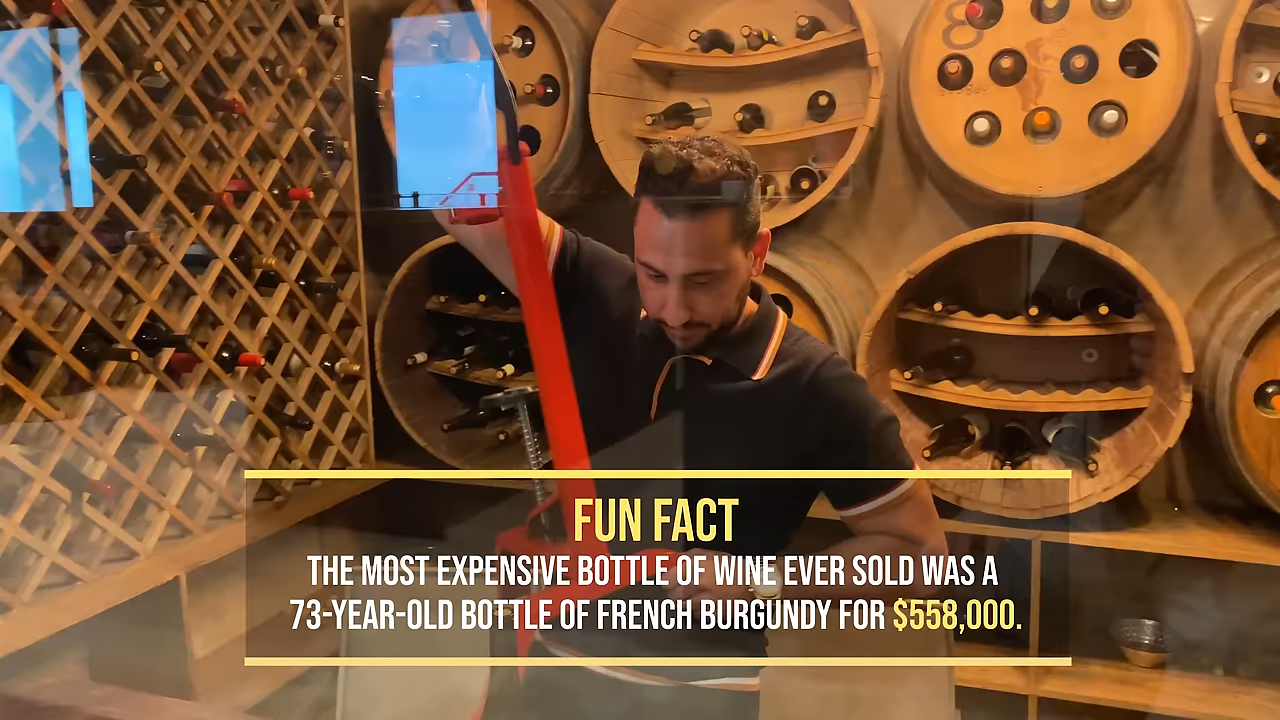 FUN FACT
THE MOST EXPENSIVE BOTTLE OF WINE EVER SOLD WAS A
73-YEAR-OLD BOTTLE OF FRENCH BURGUNDY FOR $558,000.